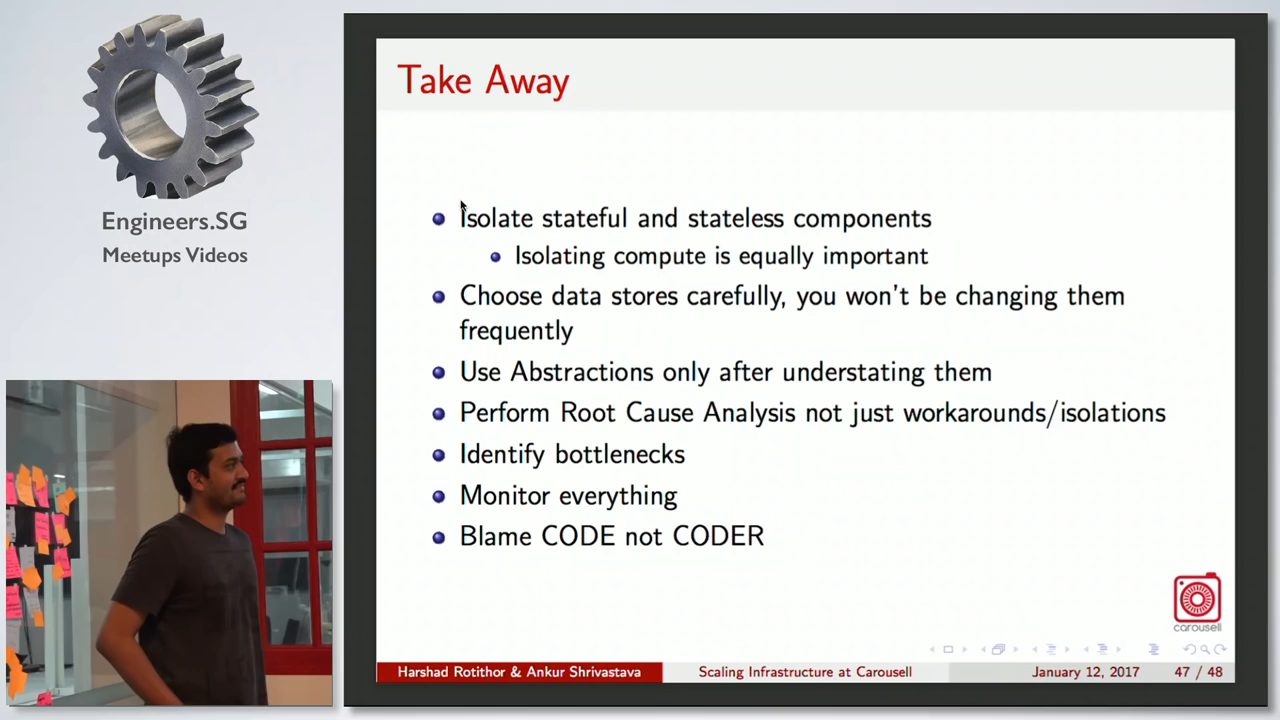 Engineers.SG
Meetups Videos
Take Away
Isolate stateful and stateless components
Isolating compute is equally important
Choose data stores carefully, you won't be changing them
frequently
Use Abstractions only after understating them
Perform Root Cause Analysis not just workarounds/isolations
Identify bottlenecks
Monitor everything
Blame CODE not CODER
carousell
Harshad Rotithor & Ankur Shrivastava
Scaling Infrastructure at Carousell
January 12, 2017
47 / 48